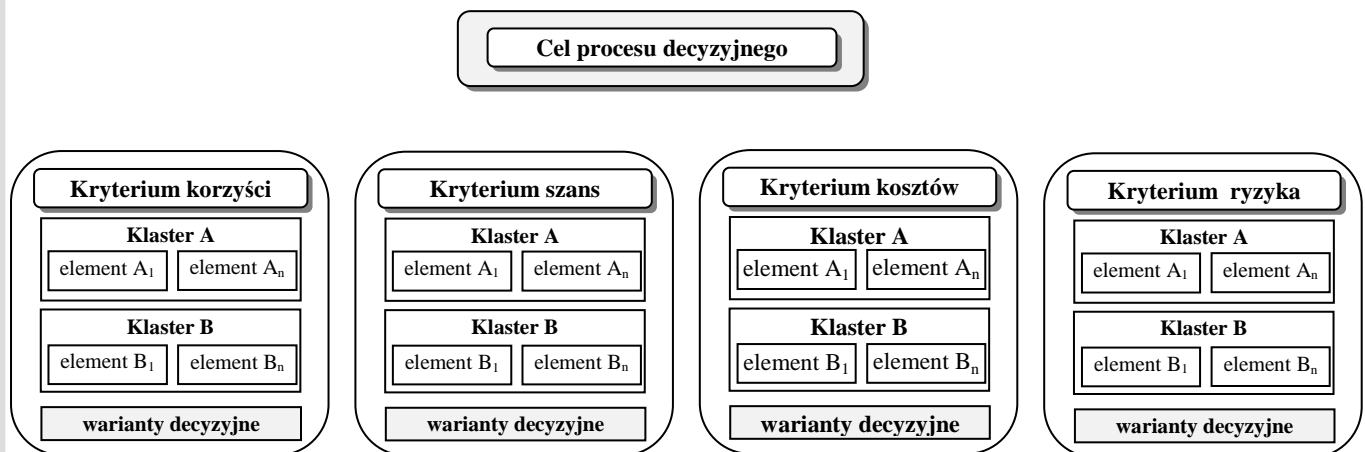 Cel procesu decyzyjnego
Kryterium korzyści
Klaster A
element A₁ element Aₙ
Klaster B
element B₁ element Bₙ
warianty decyzyjne
Kryterium szans
Klaster A
element A₁ element Aₙ
Klaster B
element B₁ element Bₙ
warianty decyzyjne
Kryterium kosztów
Klaster A
element A₁ element Aₙ
Klaster B
element B₁ element Bₙ
warianty decyzyjne
Kryterium ryzyka
Klaster A
element A₁ element Aₙ
Klaster B
element B₁ element Bₙ
warianty decyzyjne